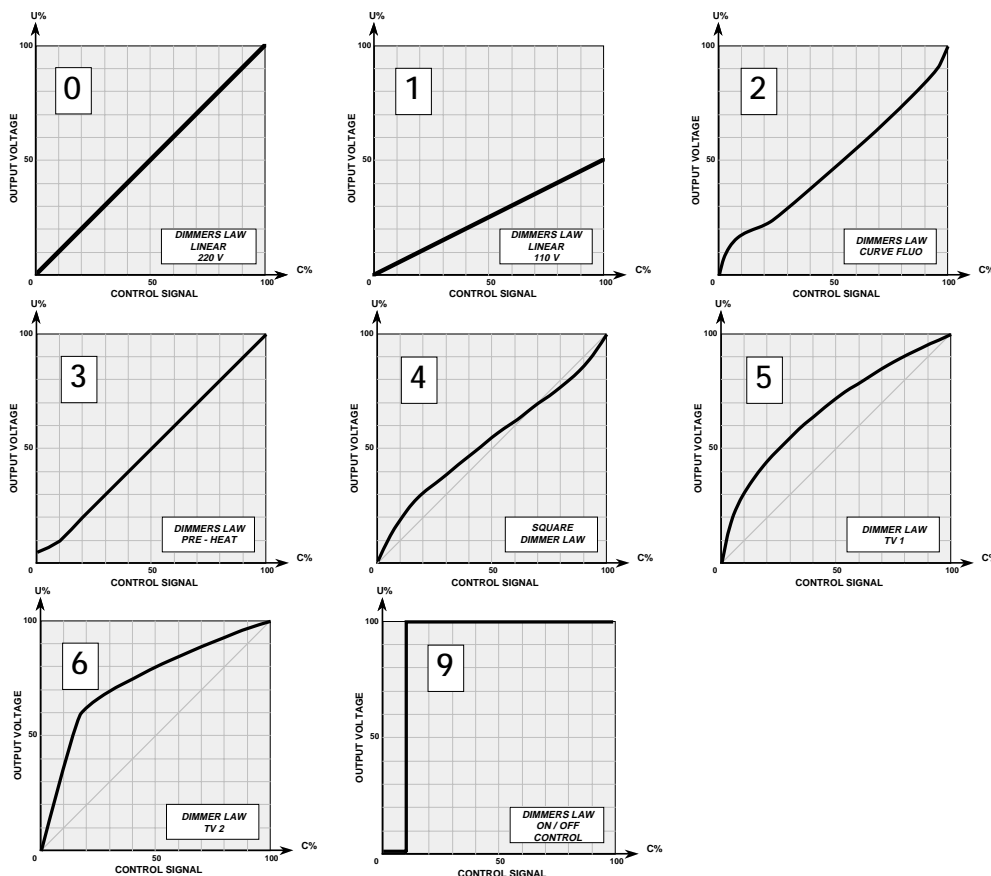 U%
100
0
OUTPUT VOLTAGE
50
DIMMERS LAW
LINEAR
220 V
0
50
100
C%
CONTROL SIGNAL
U%
100
1
OUTPUT VOLTAGE
50
DIMMERS LAW
LINEAR
110 V
0
50
100
C%
CONTROL SIGNAL
U%
100
2
OUTPUT VOLTAGE
50
DIMMERS LAW
CURVE FLUO
0
50
100
C%
CONTROL SIGNAL
U%
100
3
OUTPUT VOLTAGE
50
DIMMERS LAW
PRE - HEAT
0
50
100
C%
CONTROL SIGNAL
U%
100
4
OUTPUT VOLTAGE
50
SQUARE
DIMMER LAW
0
50
100
C%
CONTROL SIGNAL
U%
100
5
OUTPUT VOLTAGE
50
DIMMER LAW
TV 1
0
50
100
C%
CONTROL SIGNAL
U%
100
6
OUTPUT VOLTAGE
50
DIMMER LAW
TV 2
0
50
100
C%
CONTROL SIGNAL
U%
100
9
OUTPUT VOLTAGE
50
DIMMERS LAW
ON / OFF
CONTROL
0
50
100
C%
CONTROL SIGNAL